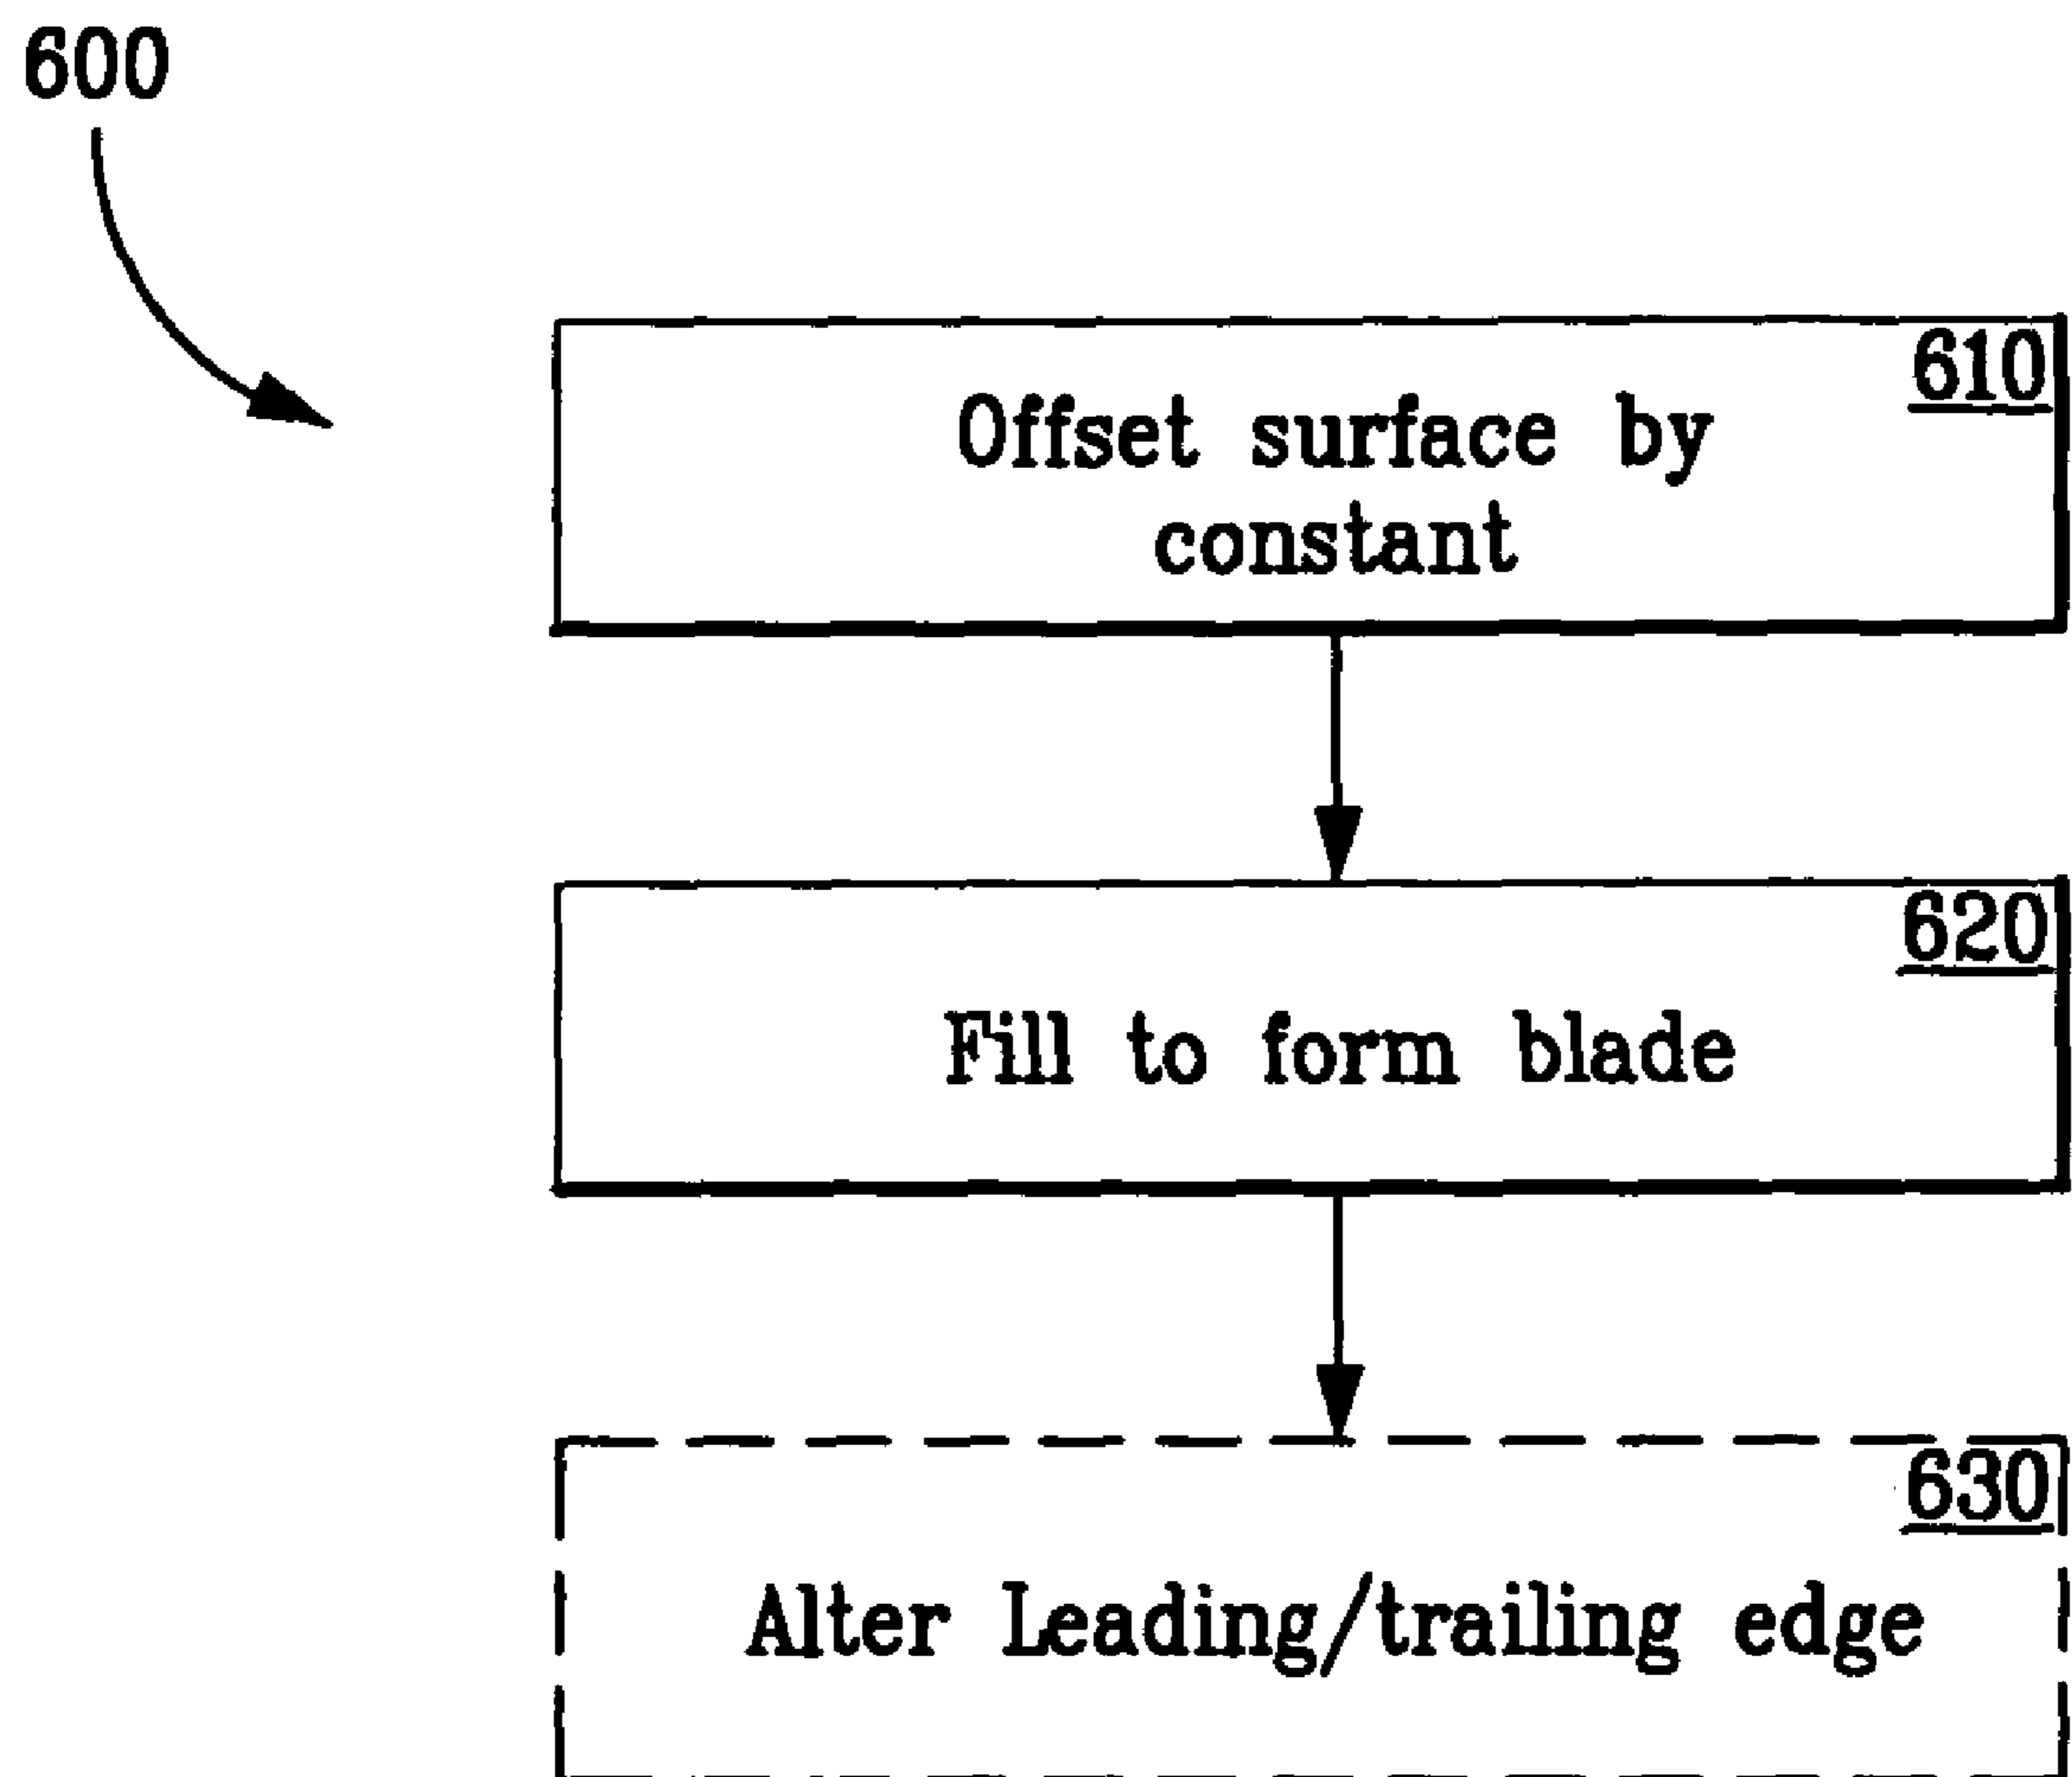 600
610
Offset surface by
constant
620
Fill to form blade
630
Alter Leading/trailing edge